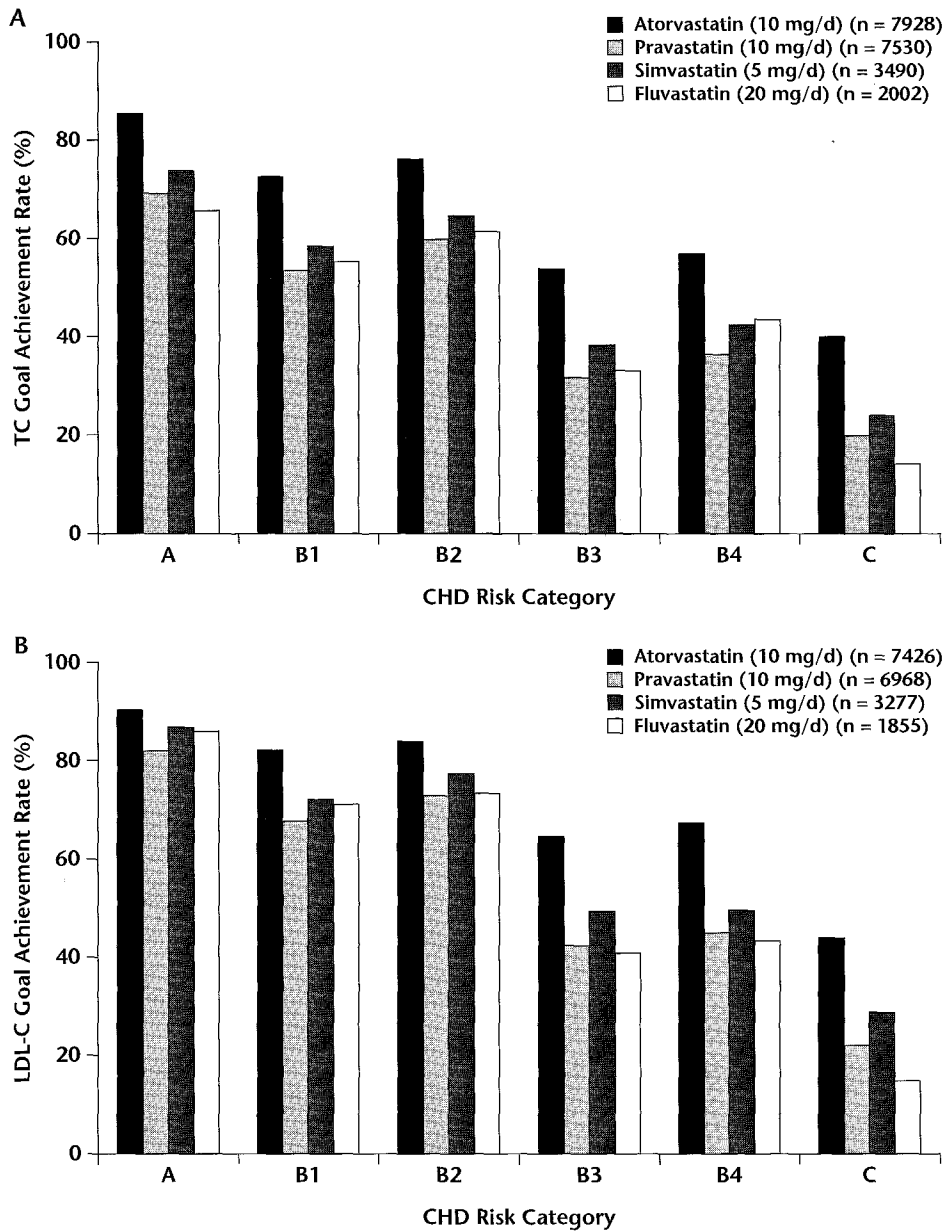 A
Atorvastatin (10 mg/d) (n = 7928)
Pravastatin (10 mg/d) (n = 7530)
Simvastatin (5 mg/d) (n = 3490)
Fluvastatin (20 mg/d) (n = 2002)
TC Goal Achievement Rate (%)
100
80
60
40
20
0
A B1 B2 B3 B4 C
CHD Risk Category
B
Atorvastatin (10 mg/d) (n = 7426)
Pravastatin (10 mg/d) (n = 6968)
Simvastatin (5 mg/d) (n = 3277)
Fluvastatin (20 mg/d) (n = 1855)
LDL-C Goal Achievement Rate (%)
100
80
60
40
20
0
A B1 B2 B3 B4 C
CHD Risk Category